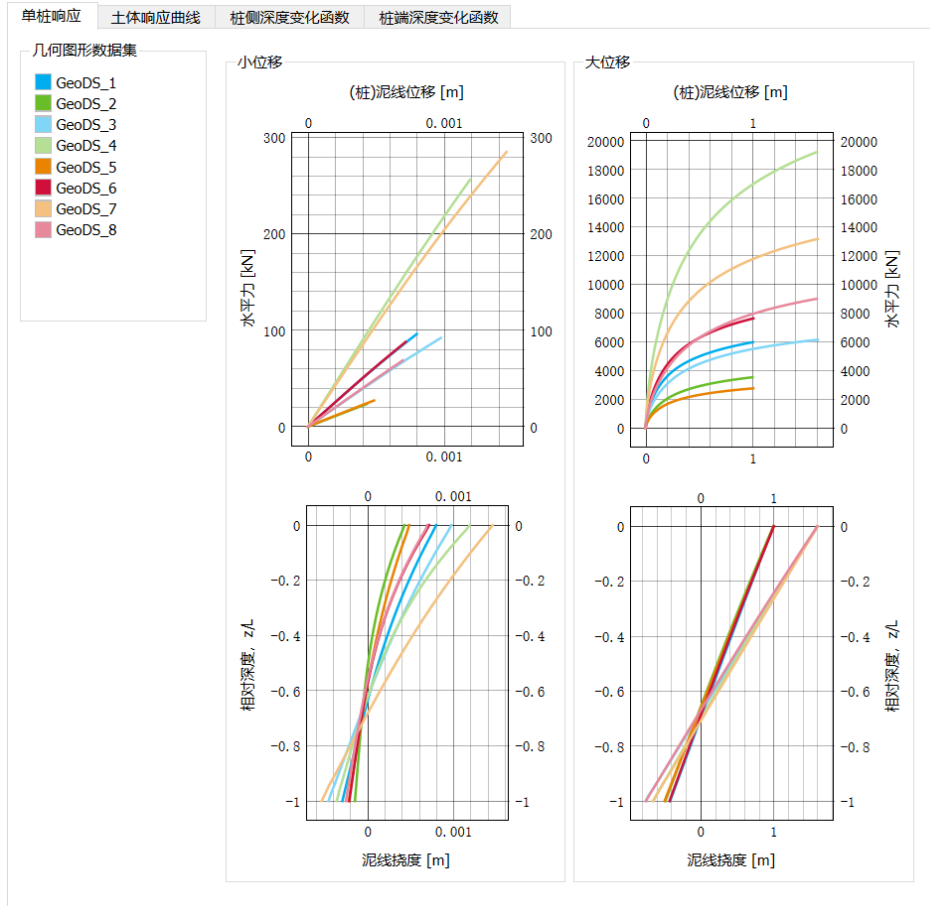 单桩响应 土体响应曲线 桩侧深度变化函数 桩端深度变化函数
几何图形数据集
GeoDS_1
GeoDS_2
GeoDS_3
GeoDS_4
GeoDS_5
GeoDS_6
GeoDS_7
GeoDS_8
小位移
(桩)泥线位移 [m]
0 0.001
300 300
200 200
100 100
0 0
0 0.001
水平力 [kN]
0 0.001
0 0
-0.2 -0.2
-0.4 -0.4
-0.6 -0.6
-0.8 -0.8
-1 -1
0 0.001
相对深度, z/L
泥线挠度 [m]
大位移
(桩)泥线位移 [m]
0 1
20000 20000
18000 18000
16000 16000
14000 14000
12000 12000
10000 10000
8000 8000
6000 6000
4000 4000
2000 2000
0 0
0 1
水平力 [kN]
0 1
0 0
-0.2 -0.2
-0.4 -0.4
-0.6 -0.6
-0.8 -0.8
-1 -1
0 1
相对深度, z/L
泥线挠度 [m]